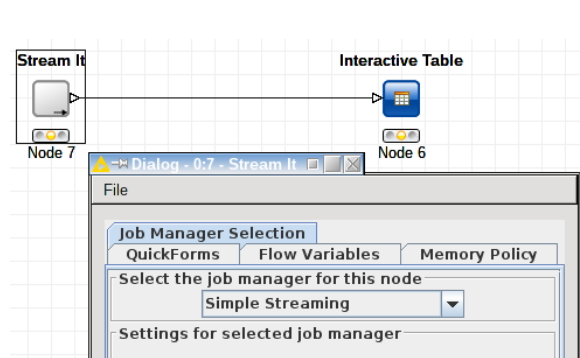 Stream It
Interactive Table
Node 7
Node 6
Dialog - 0:7 - Stream It
File
Job Manager Selection
QuickForms
Flow Variables
Memory Policy
Select the job manager for this node
Simple Streaming
Settings for selected job manager